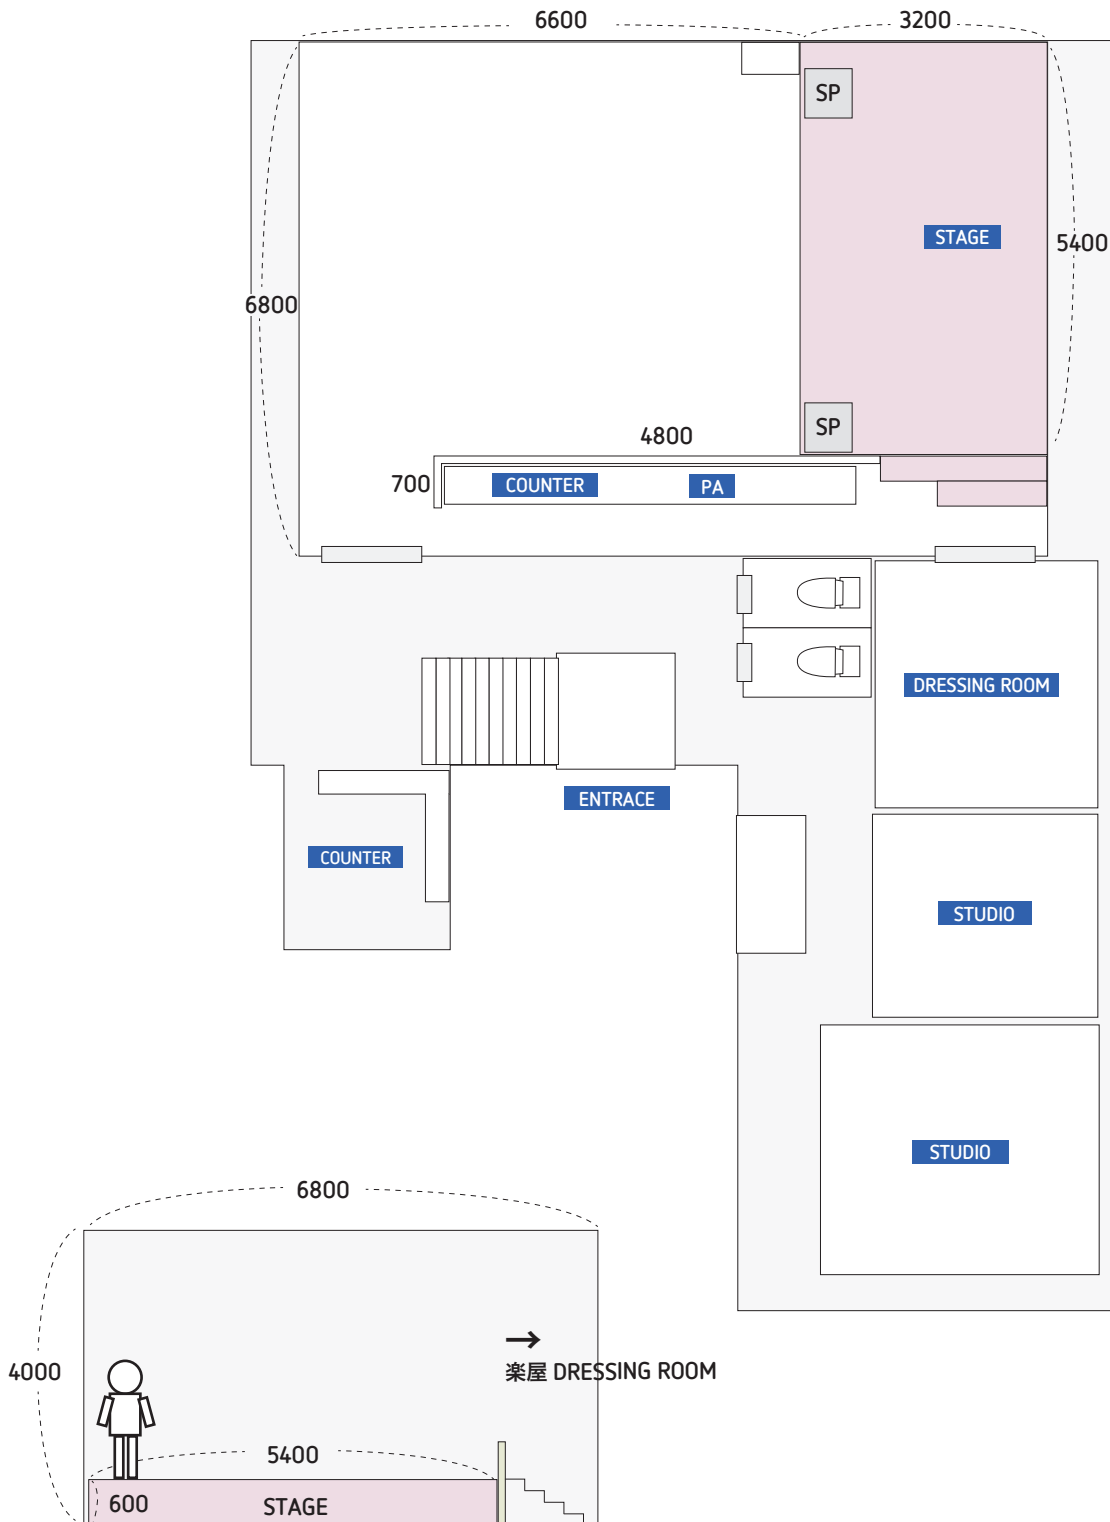 6600
3200
SP
STAGE
5400
6800
SP
4800
700
COUNTER
PA
DRESSING ROOM
ENTRACE
COUNTER
STUDIO
STUDIO
6800
→
4000
楽屋 DRESSING ROOM
5400
600
STAGE